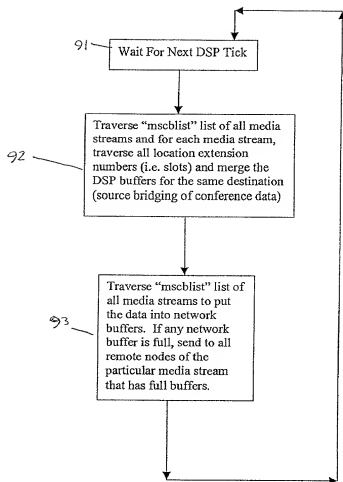 91
Wait For Next DSP Tick
92
Traverse "mscblist" list of all media
streams and for each media stream,
traverse all location extension
numbers (i.e. slots) and merge the
DSP buffers for the same destination
(source bridging of conference data)
93
Traverse "mscblist" list of
all media streams to put
the data into network
buffers. If any network
buffer is full, send to all
remote nodes of the
particular media stream
that has full buffers.